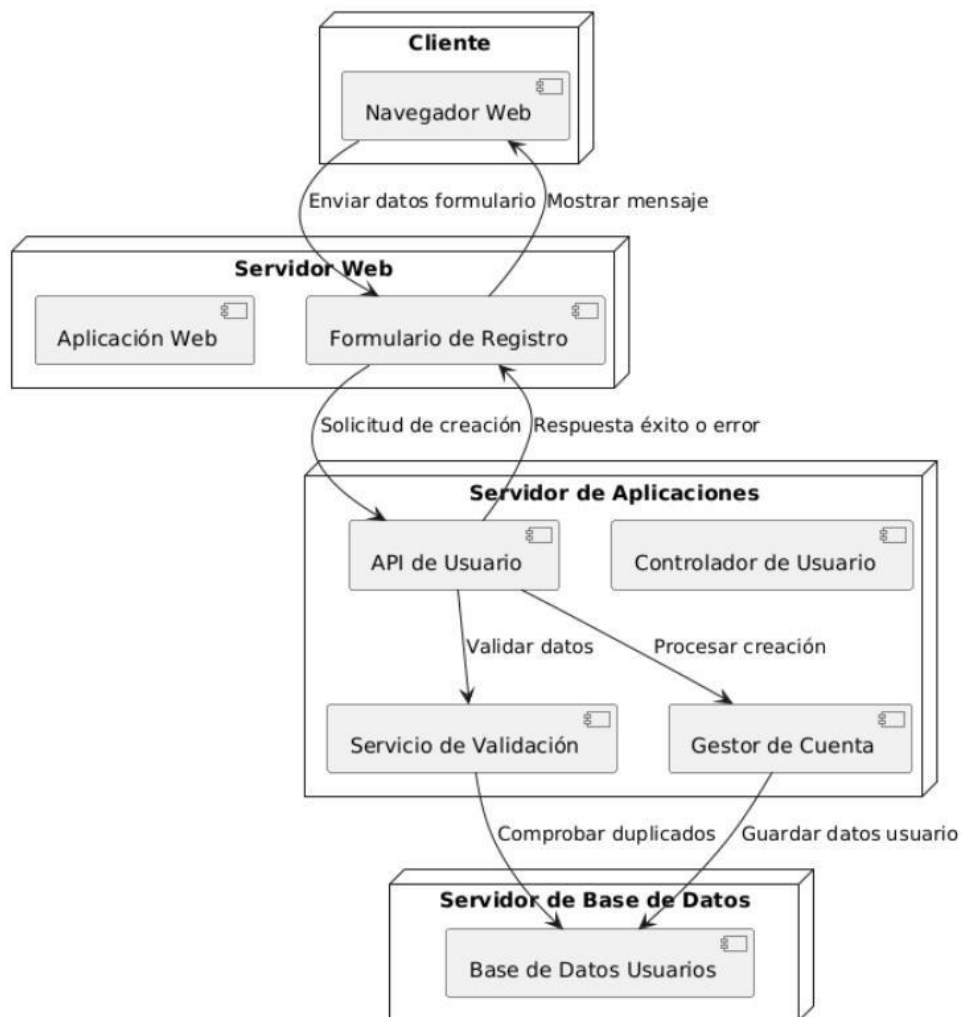 Cliente
Navegador Web
Enviar datos formulario
Mostrar mensaje
Servidor Web
Aplicación Web
Formulario de Registro
Solicitud de creación
Respuesta éxito o error
Servidor de Aplicaciones
API de Usuario
Controlador de Usuario
Validar datos
Procesar creación
Servicio de Validación
Gestor de Cuenta
Comprobar duplicados
Guardar datos usuario
Servidor de Base de Datos
Base de Datos Usuarios